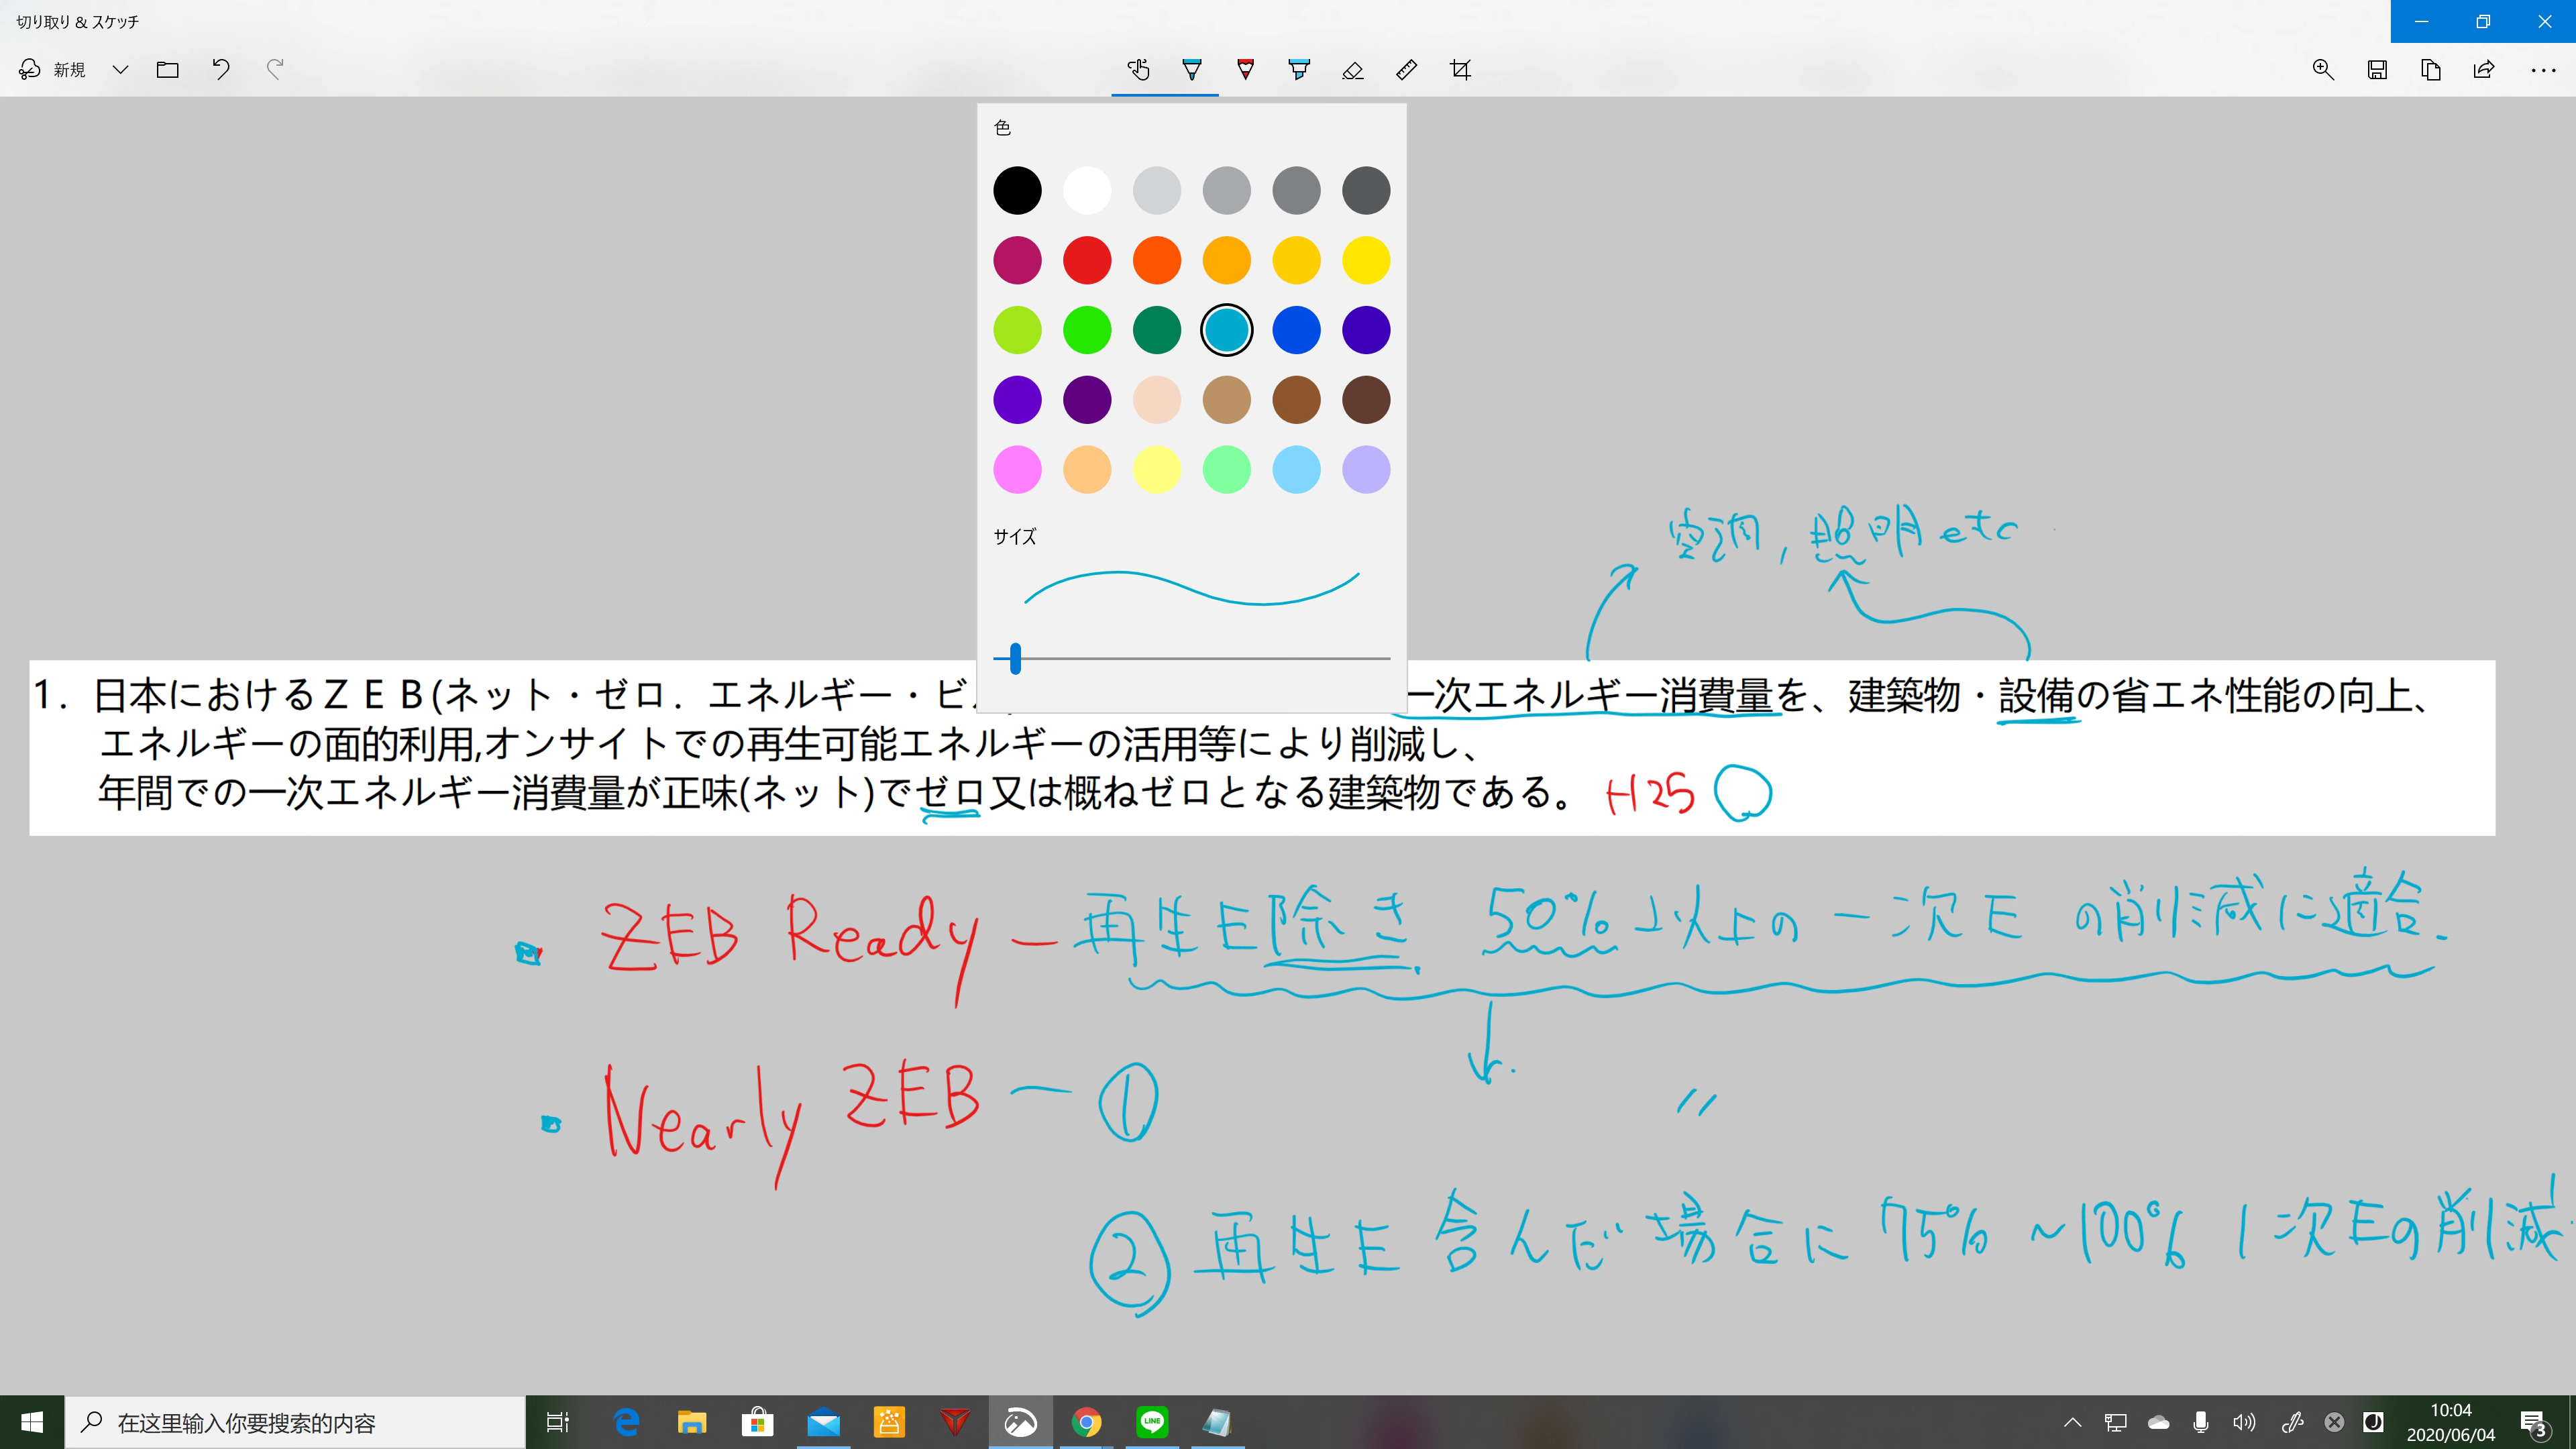 切り取り & スケッチ
新規
色
サイズ
空調, 照明 etc
1. 日本におけるＺＥＢ(ネット・ゼロ．エネルギー・ビ 一次エネルギー消費量を、建築物・設備の省エネ性能の向上、
エネルギーの面的利用,オンサイトでの再生可能エネルギーの活用等により削減し、
年間での一次エネルギー消費量が正味(ネット)でゼロ又は概ねゼロとなる建築物である。 H25 ○
・ ZEB Ready ー 再生E除き. 50%以上の一次Eの削減に適合.
・ Nearly ZEB ー ① 〃
② 再生E含んだ場合に 75%~100% 1次Eの削減
在这里输入你要搜索的内容
LINE
10:04
2020/06/04
3